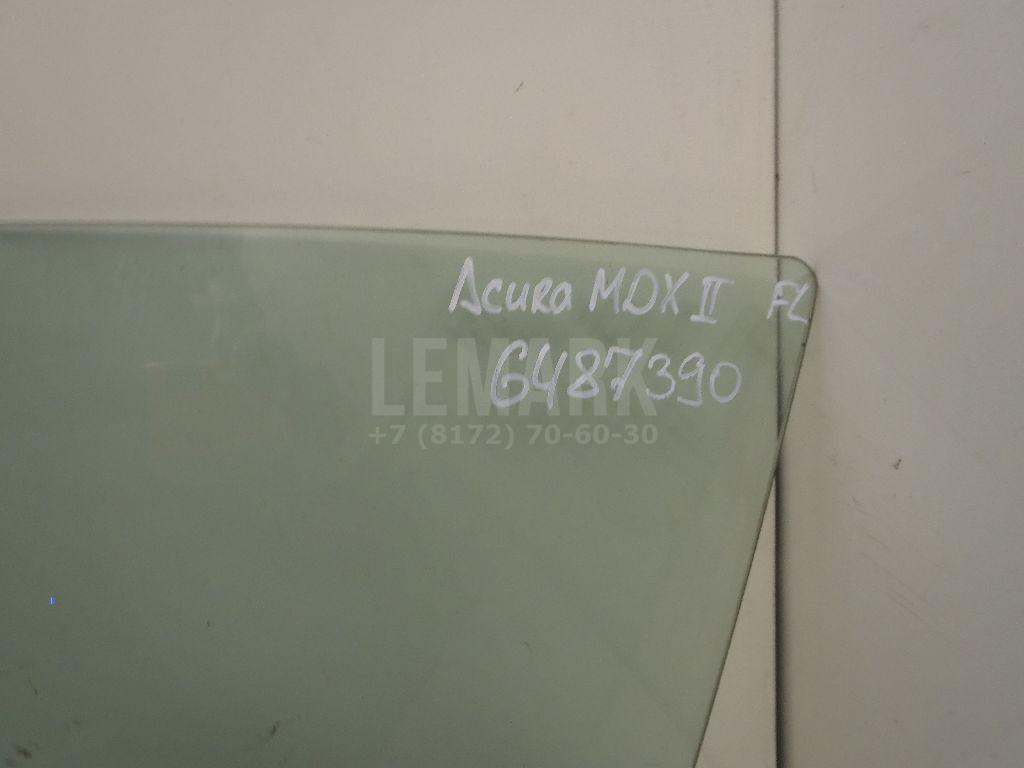 Acura MDX II FL
6487390
LEMARK
+7 (8172) 70-60-30